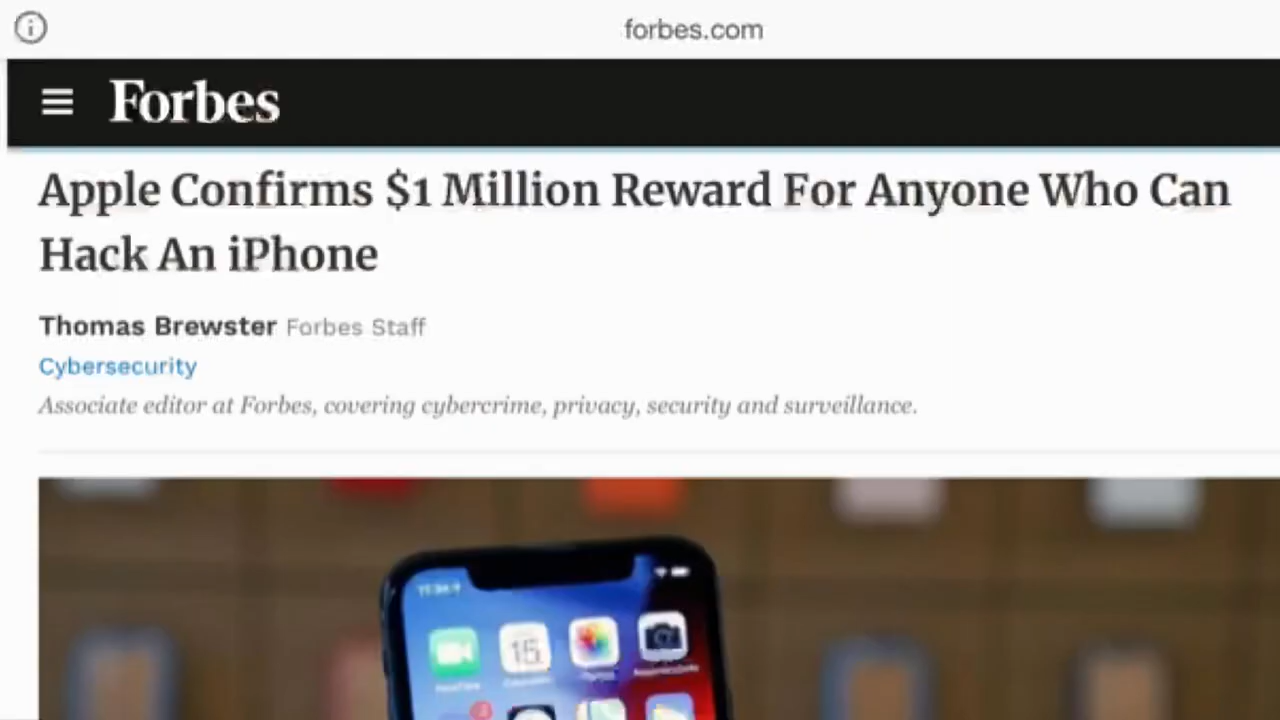 forbes.com
Forbes
Apple Confirms $1 Million Reward For Anyone Who Can
Hack An iPhone
Thomas Brewster Forbes Staff
Cybersecurity
Associate editor at Forbes, covering cybercrime, privacy, security and surveillance.
15